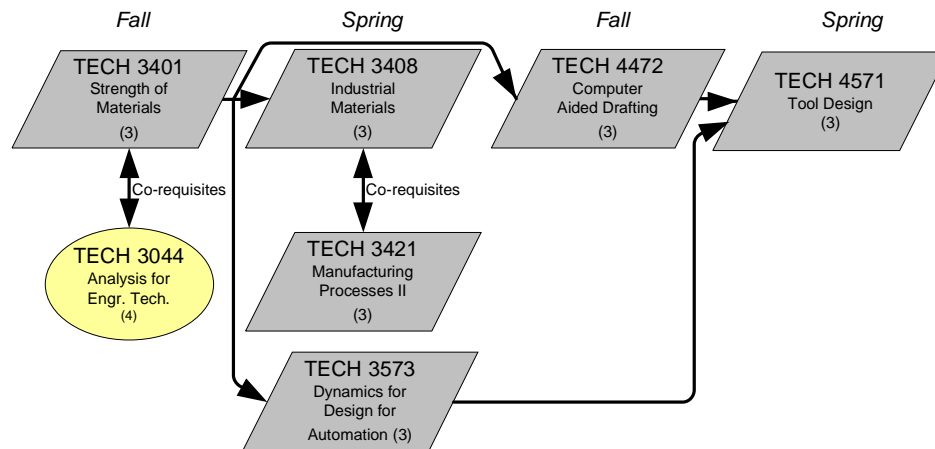 Fall
Spring
Fall
Spring
TECH 3401
Strength of
Materials
(3)
TECH 3408
Industrial
Materials
(3)
TECH 4472
Computer
Aided Drafting
(3)
TECH 4571
Tool Design
(3)
Co-requisites
Co-requisites
TECH 3044
Analysis for
Engr. Tech.
(4)
TECH 3421
Manufacturing
Processes II
(3)
TECH 3573
Dynamics for
Design for
Automation (3)